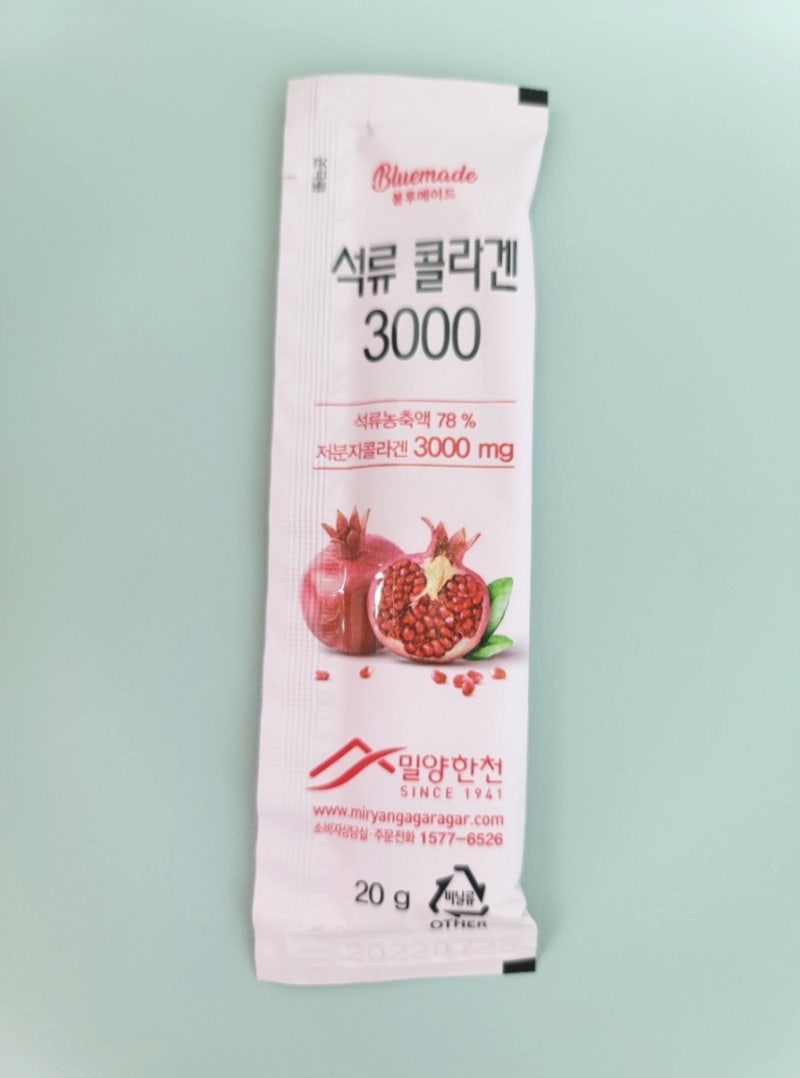 Bluemade
블루메이드
석류 콜라겐
3000
석류농축액 78 %
저분자콜라겐 3000 mg
밀양한천
SINCE 1941
www.miryangagaragar.com
소비자상담실·주문전화 1577-6526
20 g
비닐류
OTHER